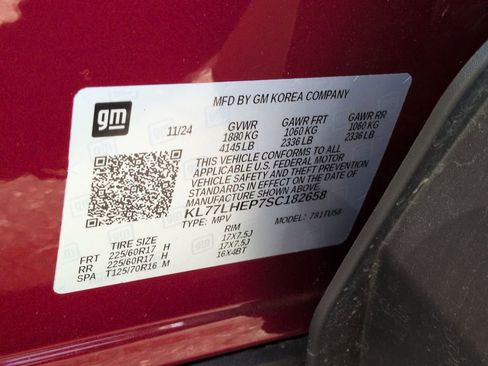 gm
MFD BY GM KOREA COMPANY
11/24 GVWR GAWR FRT GAWR RR
1880 KG 1060 KG 1060 KG
4145 LB 2336 LB 2336 LB
THIS VEHICLE CONFORMS TO ALL
APPLICABLE U.S. FEDERAL MOTOR
VEHICLE SAFETY AND THEFT PREVENTION
STANDARDS IN EFFECT ON THE DATE OF
MANUFACTURE SHOWN ABOVE.
KL77LHEP7SC182658
TYPE: MPV MODEL: 791TU58
TIRE SIZE RIM
FRT 225/60R17 H 17X7.5J
RR 225/60R17 H 17X7.5J
SPA T125/70R16 M 16X4BT